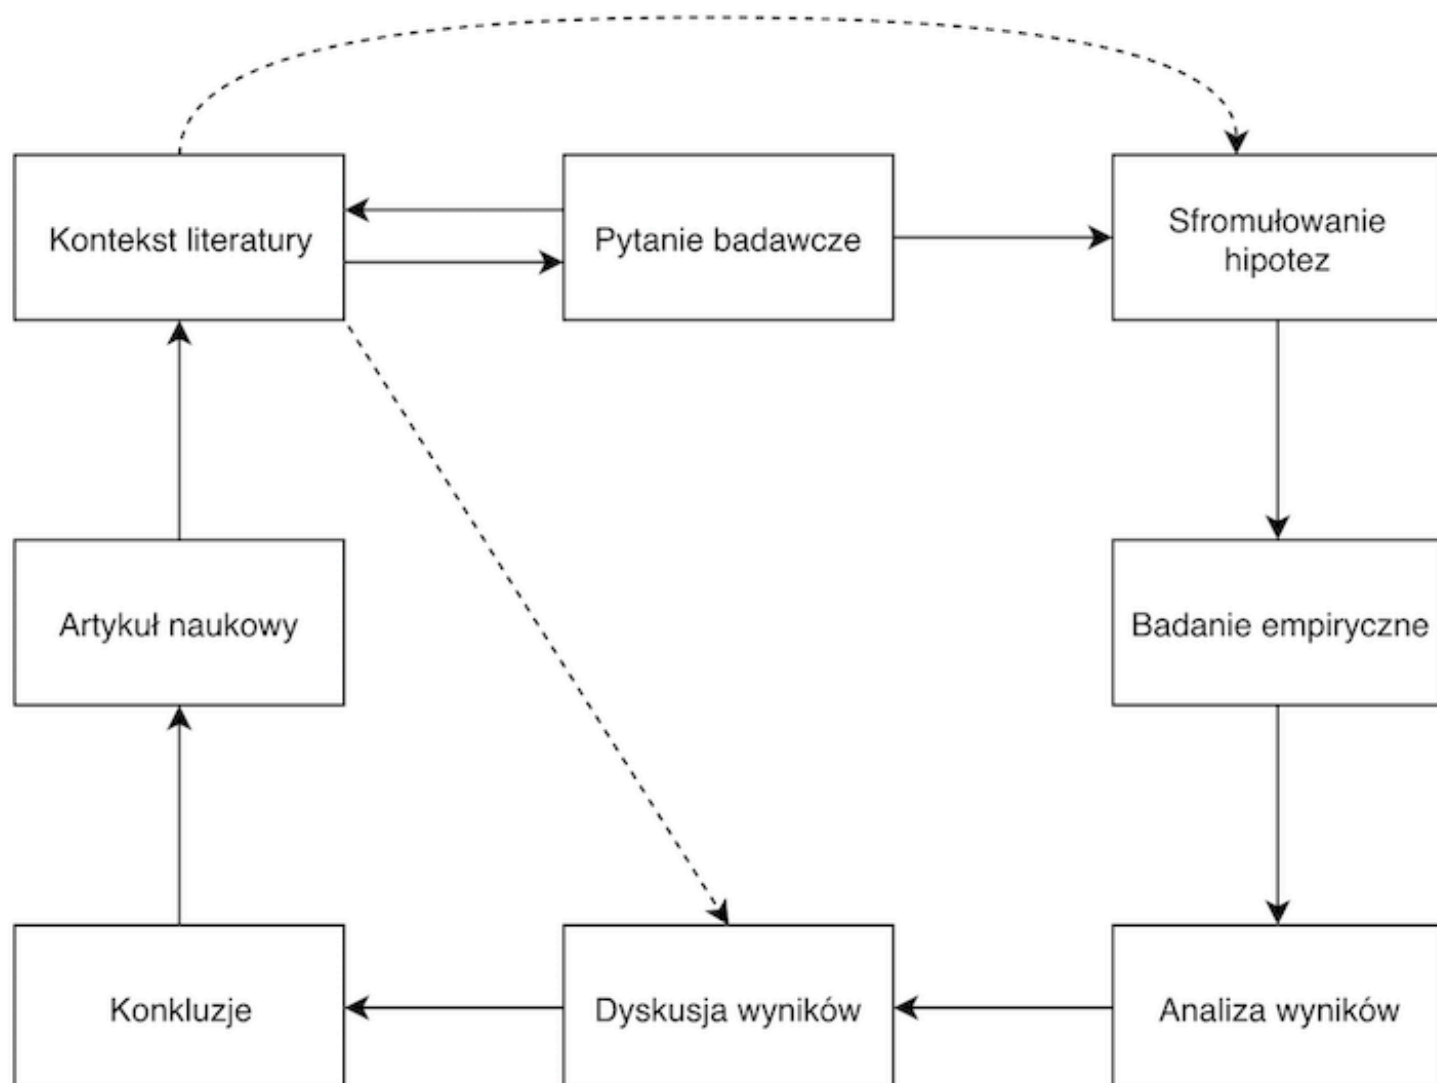 Kontekst literatury
Pytanie badawcze
Sfromułowanie
hipotez
Artykuł naukowy
Badanie empiryczne
Konkluzje
Dyskusja wyników
Analiza wyników